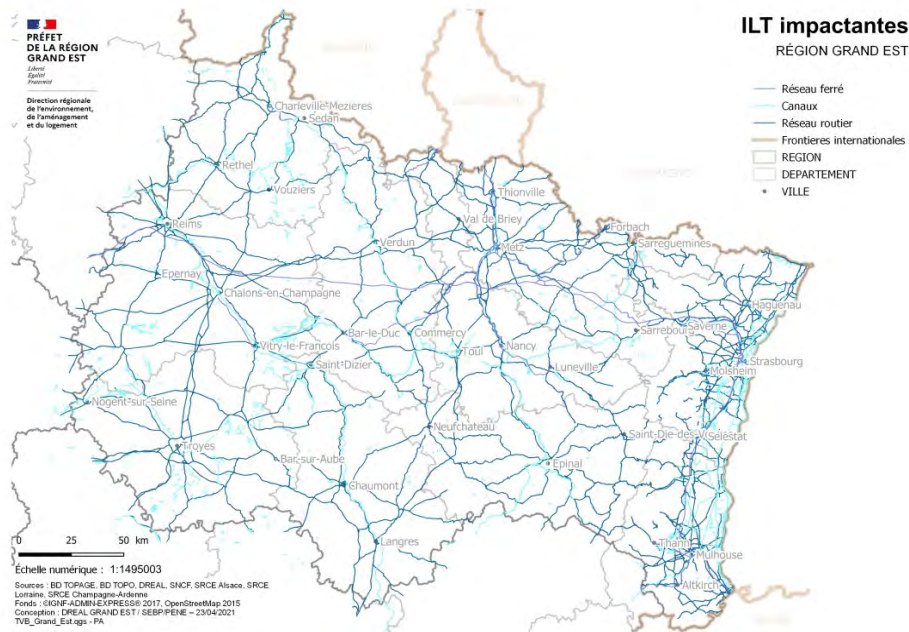 PRÉFET
DE LA RÉGION
GRAND EST
Liberté
Égalité
Fraternité
Direction régionale
de l'environnement,
de l'aménagement
et du logement
ILT impactantes
RÉGION GRAND EST
Réseau ferré
Canaux
Réseau routier
Frontieres internationales
REGION
DEPARTEMENT
VILLE
Charleville-Mezieres
Sedan
Rethel
Vouziers
Thionville
Val de Briey
Forbach
Reims
Verdun
Metz
Sarreguemines
Epernay
Chalons-en-Champagne
Haguenau
Bar-le-Duc
Commercy
Sarrebourg
Saverne
Vitry-le-François
Toul
Nancy
Strasbourg
Saint-Dizier
Luneville
Molsheim
Nogent-sur-Seine
Neufchateau
Saint-Die-des-V
Selestat
Troyes
Bar-sur-Aube
Epinal
Chaumont
Langres
Thann
Mulhouse
Altkirch
0 25 50 km
Échelle numérique : 1:1495003
Sources : BD TOPAGE, BD TOPO, DREAL, SNCF, SRCE Alsace, SRCE
Lorraine, SRCE Champagne-Ardenne
Fonds : ©IGNF-ADMIN-EXPRESS® 2017, OpenStreetMap 2015
Conception : DREAL GRAND EST / SEBP/PENE – 23/04/2021
TVB_Grand_Est.qgs - PA